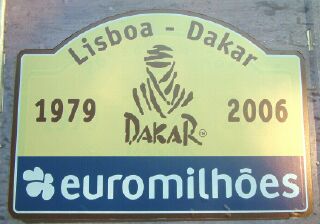 Lisboa - Dakar
1979 2006
DAKAR
euromilhões